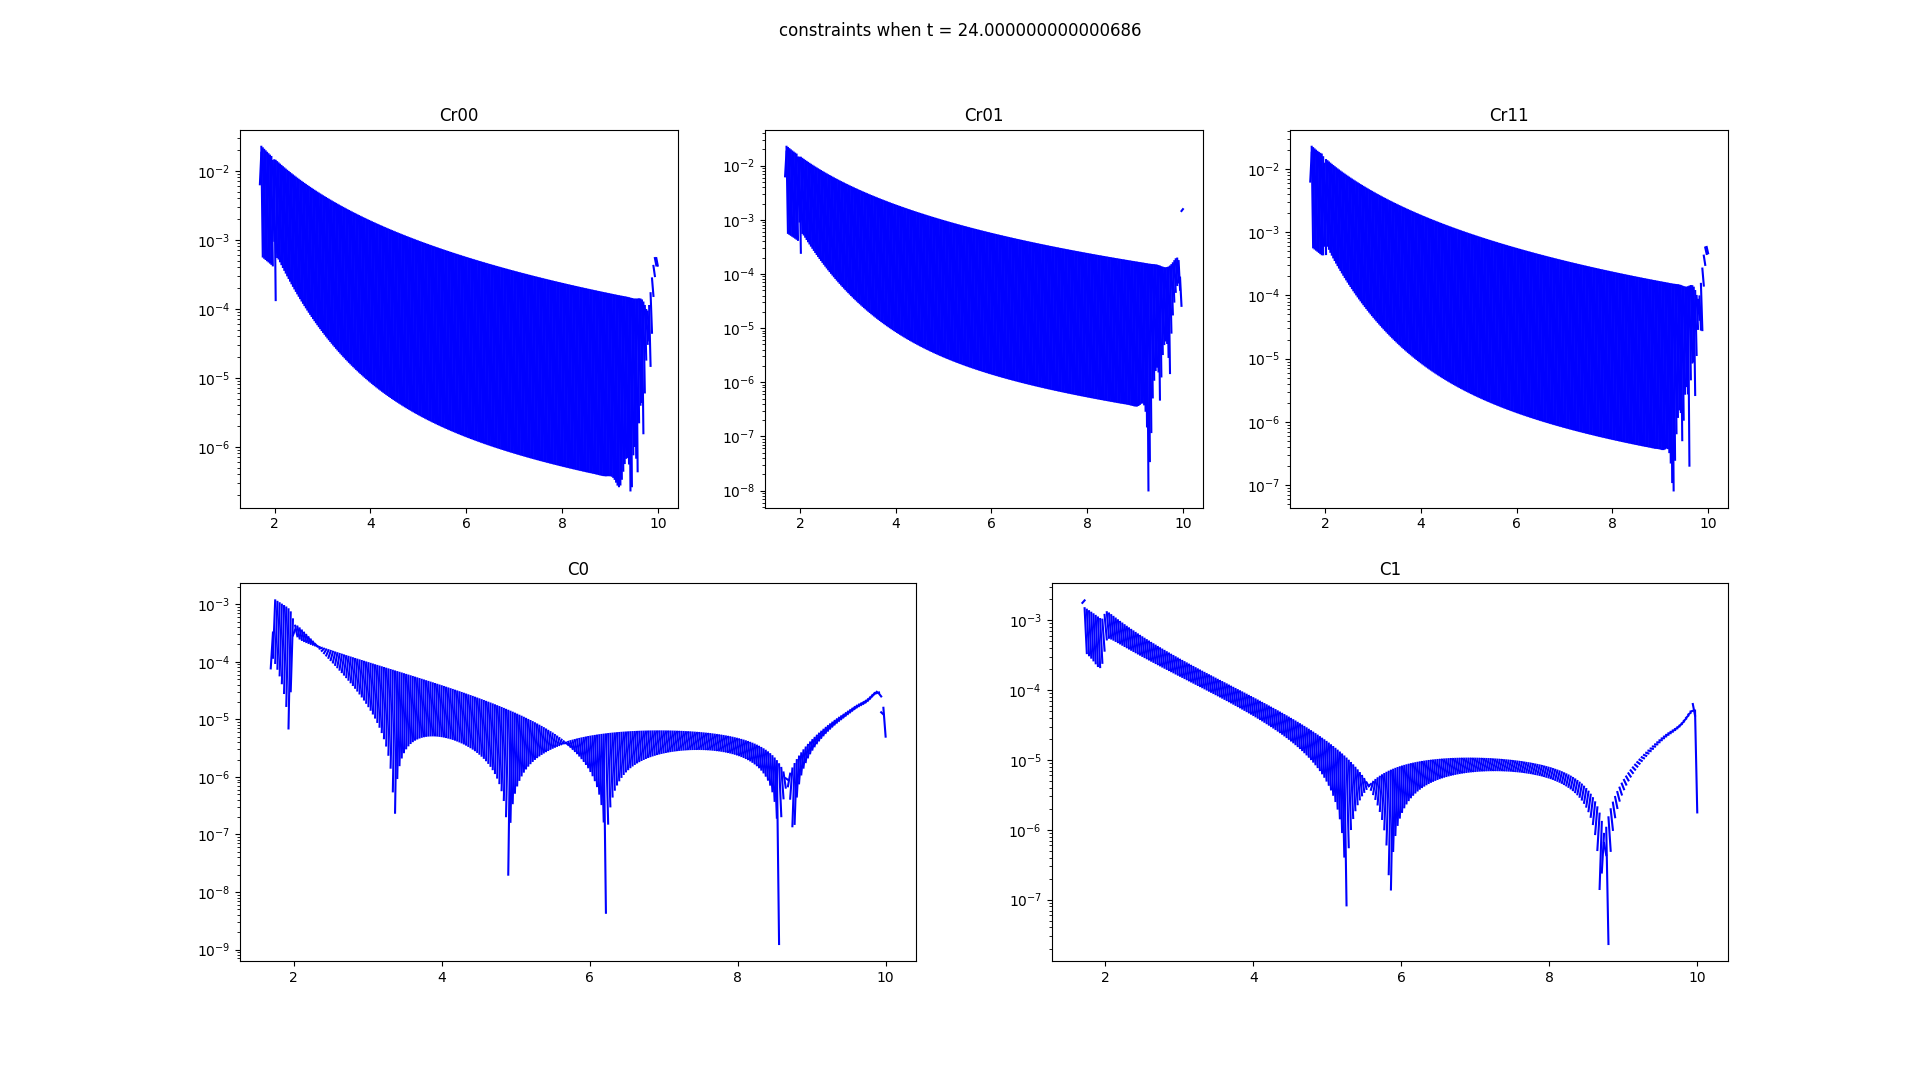 constraints when t = 24.000000000000686
Cr00 Cr01 Cr11
10⁻² 10⁻³ 10⁻⁴ 10⁻⁵ 10⁻⁶
2 4 6 8 10
10⁻² 10⁻³ 10⁻⁴ 10⁻⁵ 10⁻⁶ 10⁻⁷ 10⁻⁸
2 4 6 8 10
10⁻² 10⁻³ 10⁻⁴ 10⁻⁵ 10⁻⁶ 10⁻⁷
2 4 6 8 10
C0 C1
10⁻³ 10⁻⁴ 10⁻⁵ 10⁻⁶ 10⁻⁷ 10⁻⁸ 10⁻⁹
2 4 6 8 10
10⁻³ 10⁻⁴ 10⁻⁵ 10⁻⁶ 10⁻⁷
2 4 6 8 10